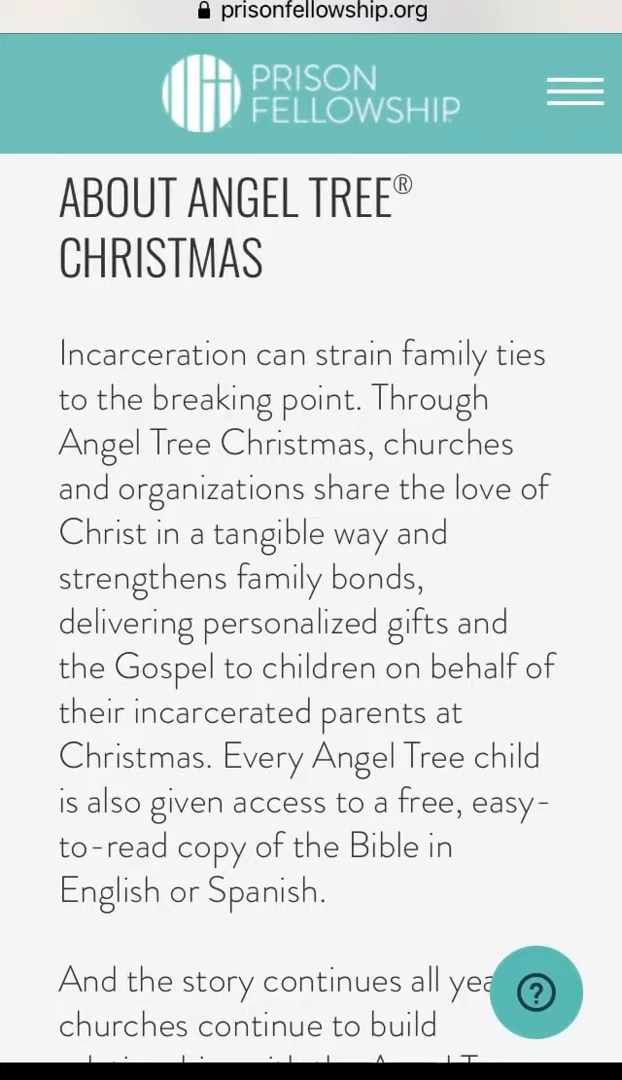 prisonfellowship.org
PRISON
FELLOWSHIP
ABOUT ANGEL TREE®
CHRISTMAS
Incarceration can strain family ties
to the breaking point. Through
Angel Tree Christmas, churches
and organizations share the love of
Christ in a tangible way and
strengthens family bonds,
delivering personalized gifts and
the Gospel to children on behalf of
their incarcerated parents at
Christmas. Every Angel Tree child
is also given access to a free, easy-
to-read copy of the Bible in
English or Spanish.
And the story continues all
churches continue to build
?